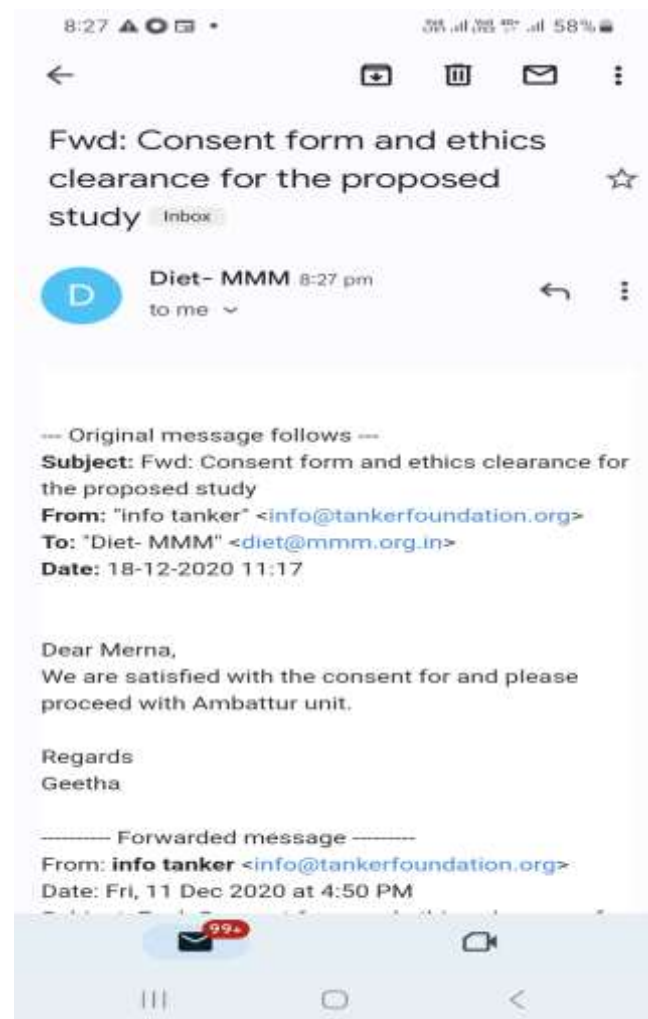 8:27
58%
Fwd: Consent form and ethics
clearance for the proposed
study Inbox
D
Diet- MMM 8:27 pm
to me
--- Original message follows ---
Subject: Fwd: Consent form and ethics clearance for
the proposed study
From: "info tanker" <info@tankerfoundation.org>
To: "Diet- MMM" <diet@mmm.org.in>
Date: 18-12-2020 11:17
Dear Merna,
We are satisfied with the consent for and please
proceed with Ambattur unit.
Regards
Geetha
---------- Forwarded message ---------
From: info tanker <info@tankerfoundation.org>
Date: Fri, 11 Dec 2020 at 4:50 PM
99+